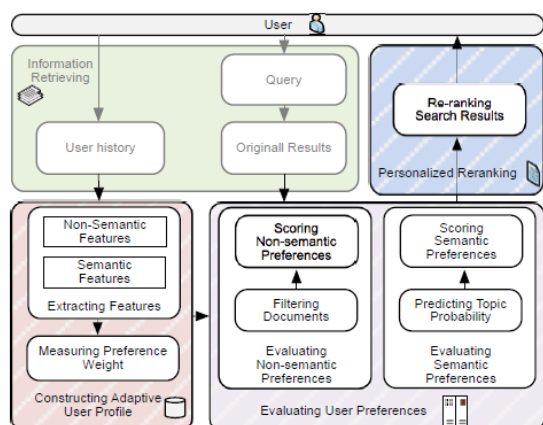 User
Information
Retrieving
Query
User history
Originall Results
Re-ranking
Search Results
Personalized Reranking
Non-Semantic
Features
Semantic
Features
Extracting Features
Measuring Preference
Weight
Constructing Adaptive
User Profile
Scoring
Non-semantic
Preferences
Filtering
Documents
Evaluating
Non-semantic
Preferences
Scoring
Semantic
Preferences
Predicting Topic
Probability
Evaluating
Semantic
Preferences
Evaluating User Preferences